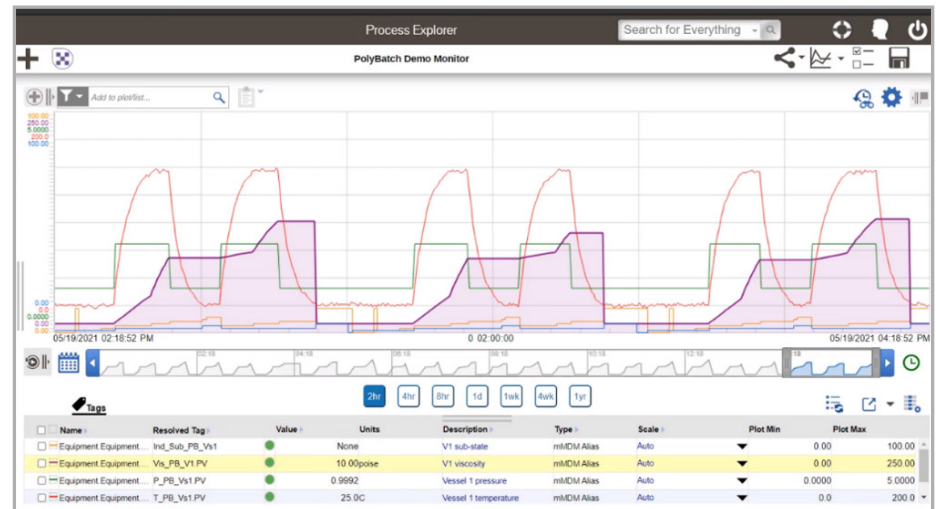 Process Explorer
Search for Everything
PolyBatch Demo Monitor
Add to plot/list...
100.00
250.00
5.0000
200.0
100.00
0.00
0.0
0.0000
0.00
0.00
05/19/2021 02:18:52 PM 0 02:00:00 05/19/2021 04:18:52 PM
02:18 04:18 06:18 08:18 10:18 12:18 18
2hr 4hr 8hr 1d 1wk 4wk 1yr
Tags
Name Resolved Tag Value Units Description Type Scale Plot Min Plot Max
Equipment.Equipment.... Ind_Sub_PB_Vs1 None V1 sub-state mMDM Alias Auto 0.00 100.00
Equipment.Equipment.... Vis_PB_V1.PV 10.00poise V1 viscosity mMDM Alias Auto 0.00 250.00
Equipment.Equipment.... P_PB_Vs1.PV 0.9992 Vessel 1 pressure mMDM Alias Auto 0.0000 5.0000
Equipment.Equipment.... T_PB_Vs1.PV 25.0C Vessel 1 temperature mMDM Alias Auto 0.0 200.0